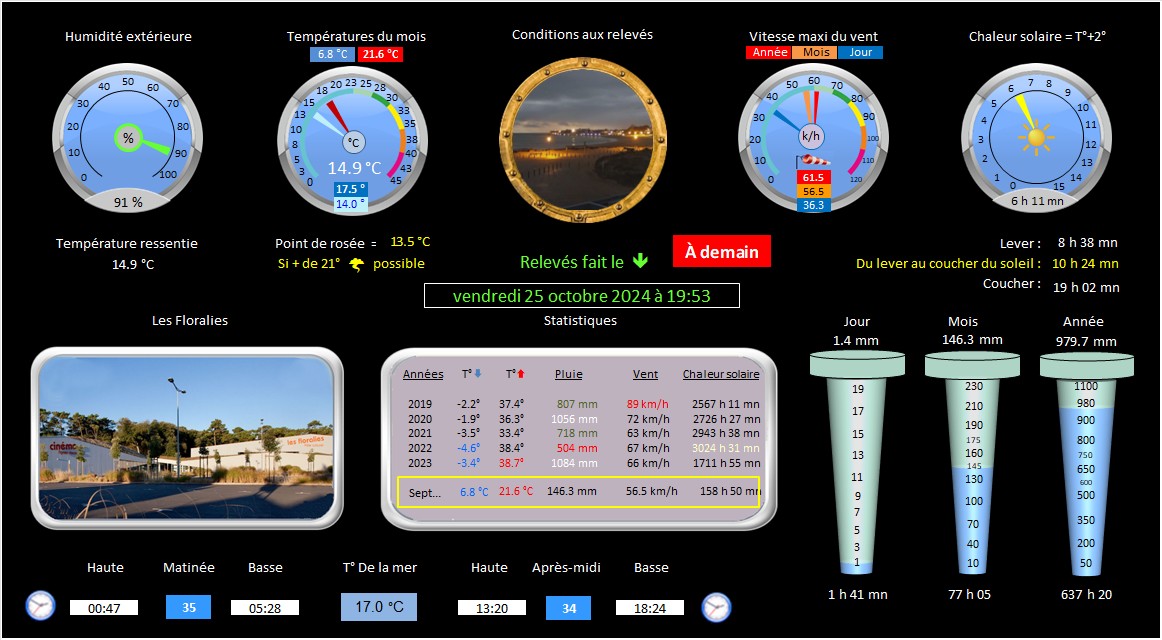 Humidité extérieure
Températures du mois
6.8 °C 21.6 °C
Conditions aux relevés
Vitesse maxi du vent
Année Mois Jour
Chaleur solaire = T°+2°
0 10 20 30 40 50 60 70 80 90 100
%
91 %
0 3 5 8 10 13 15 18 20 23 25 28 30 33 35 38 40 43 45
°C
14.9 °C
17.5 °
14.0 °
0 10 20 30 40 50 60 70 80 90 100 110 120
k/h
61.5
56.5
36.3
0 1 2 3 4 5 6 7 8 9 10 11 12 13 14 15
6 h 11 mn
Température ressentie
14.9 °C
Point de rosée = 13.5 °C
Si + de 21° possible
Relevés fait le
À demain
vendredi 25 octobre 2024 à 19:53
Lever : 8 h 38 mn
Du lever au coucher du soleil : 10 h 24 mn
Coucher : 19 h 02 mn
Les Floralies
cinéma
les floralies
Statistiques
Années T° T° Pluie Vent Chaleur solaire
2019 -2.2° 37.4° 807 mm 89 km/h 2567 h 11 mn
2020 -1.9° 36.3° 1056 mm 72 km/h 2726 h 27 mn
2021 -3.5° 33.4° 718 mm 63 km/h 2943 h 38 mn
2022 -4.6° 38.4° 504 mm 67 km/h 3024 h 31 mn
2023 -3.4° 38.7° 1084 mm 66 km/h 1711 h 55 mn
Sept... 6.8 °C 21.6 °C 146.3 mm 56.5 km/h 158 h 50 mn
Jour
1.4 mm
19
17
15
13
11
9
7
5
3
1
1 h 41 mn
Mois
146.3 mm
230
210
190
175
160
145
130
100
70
40
10
77 h 05
Année
979.7 mm
1100
980
900
800
750
650
600
500
350
200
50
637 h 20
Haute Matinée Basse
00:47 35 05:28
T° De la mer
17.0 °C
Haute Après-midi Basse
13:20 34 18:24